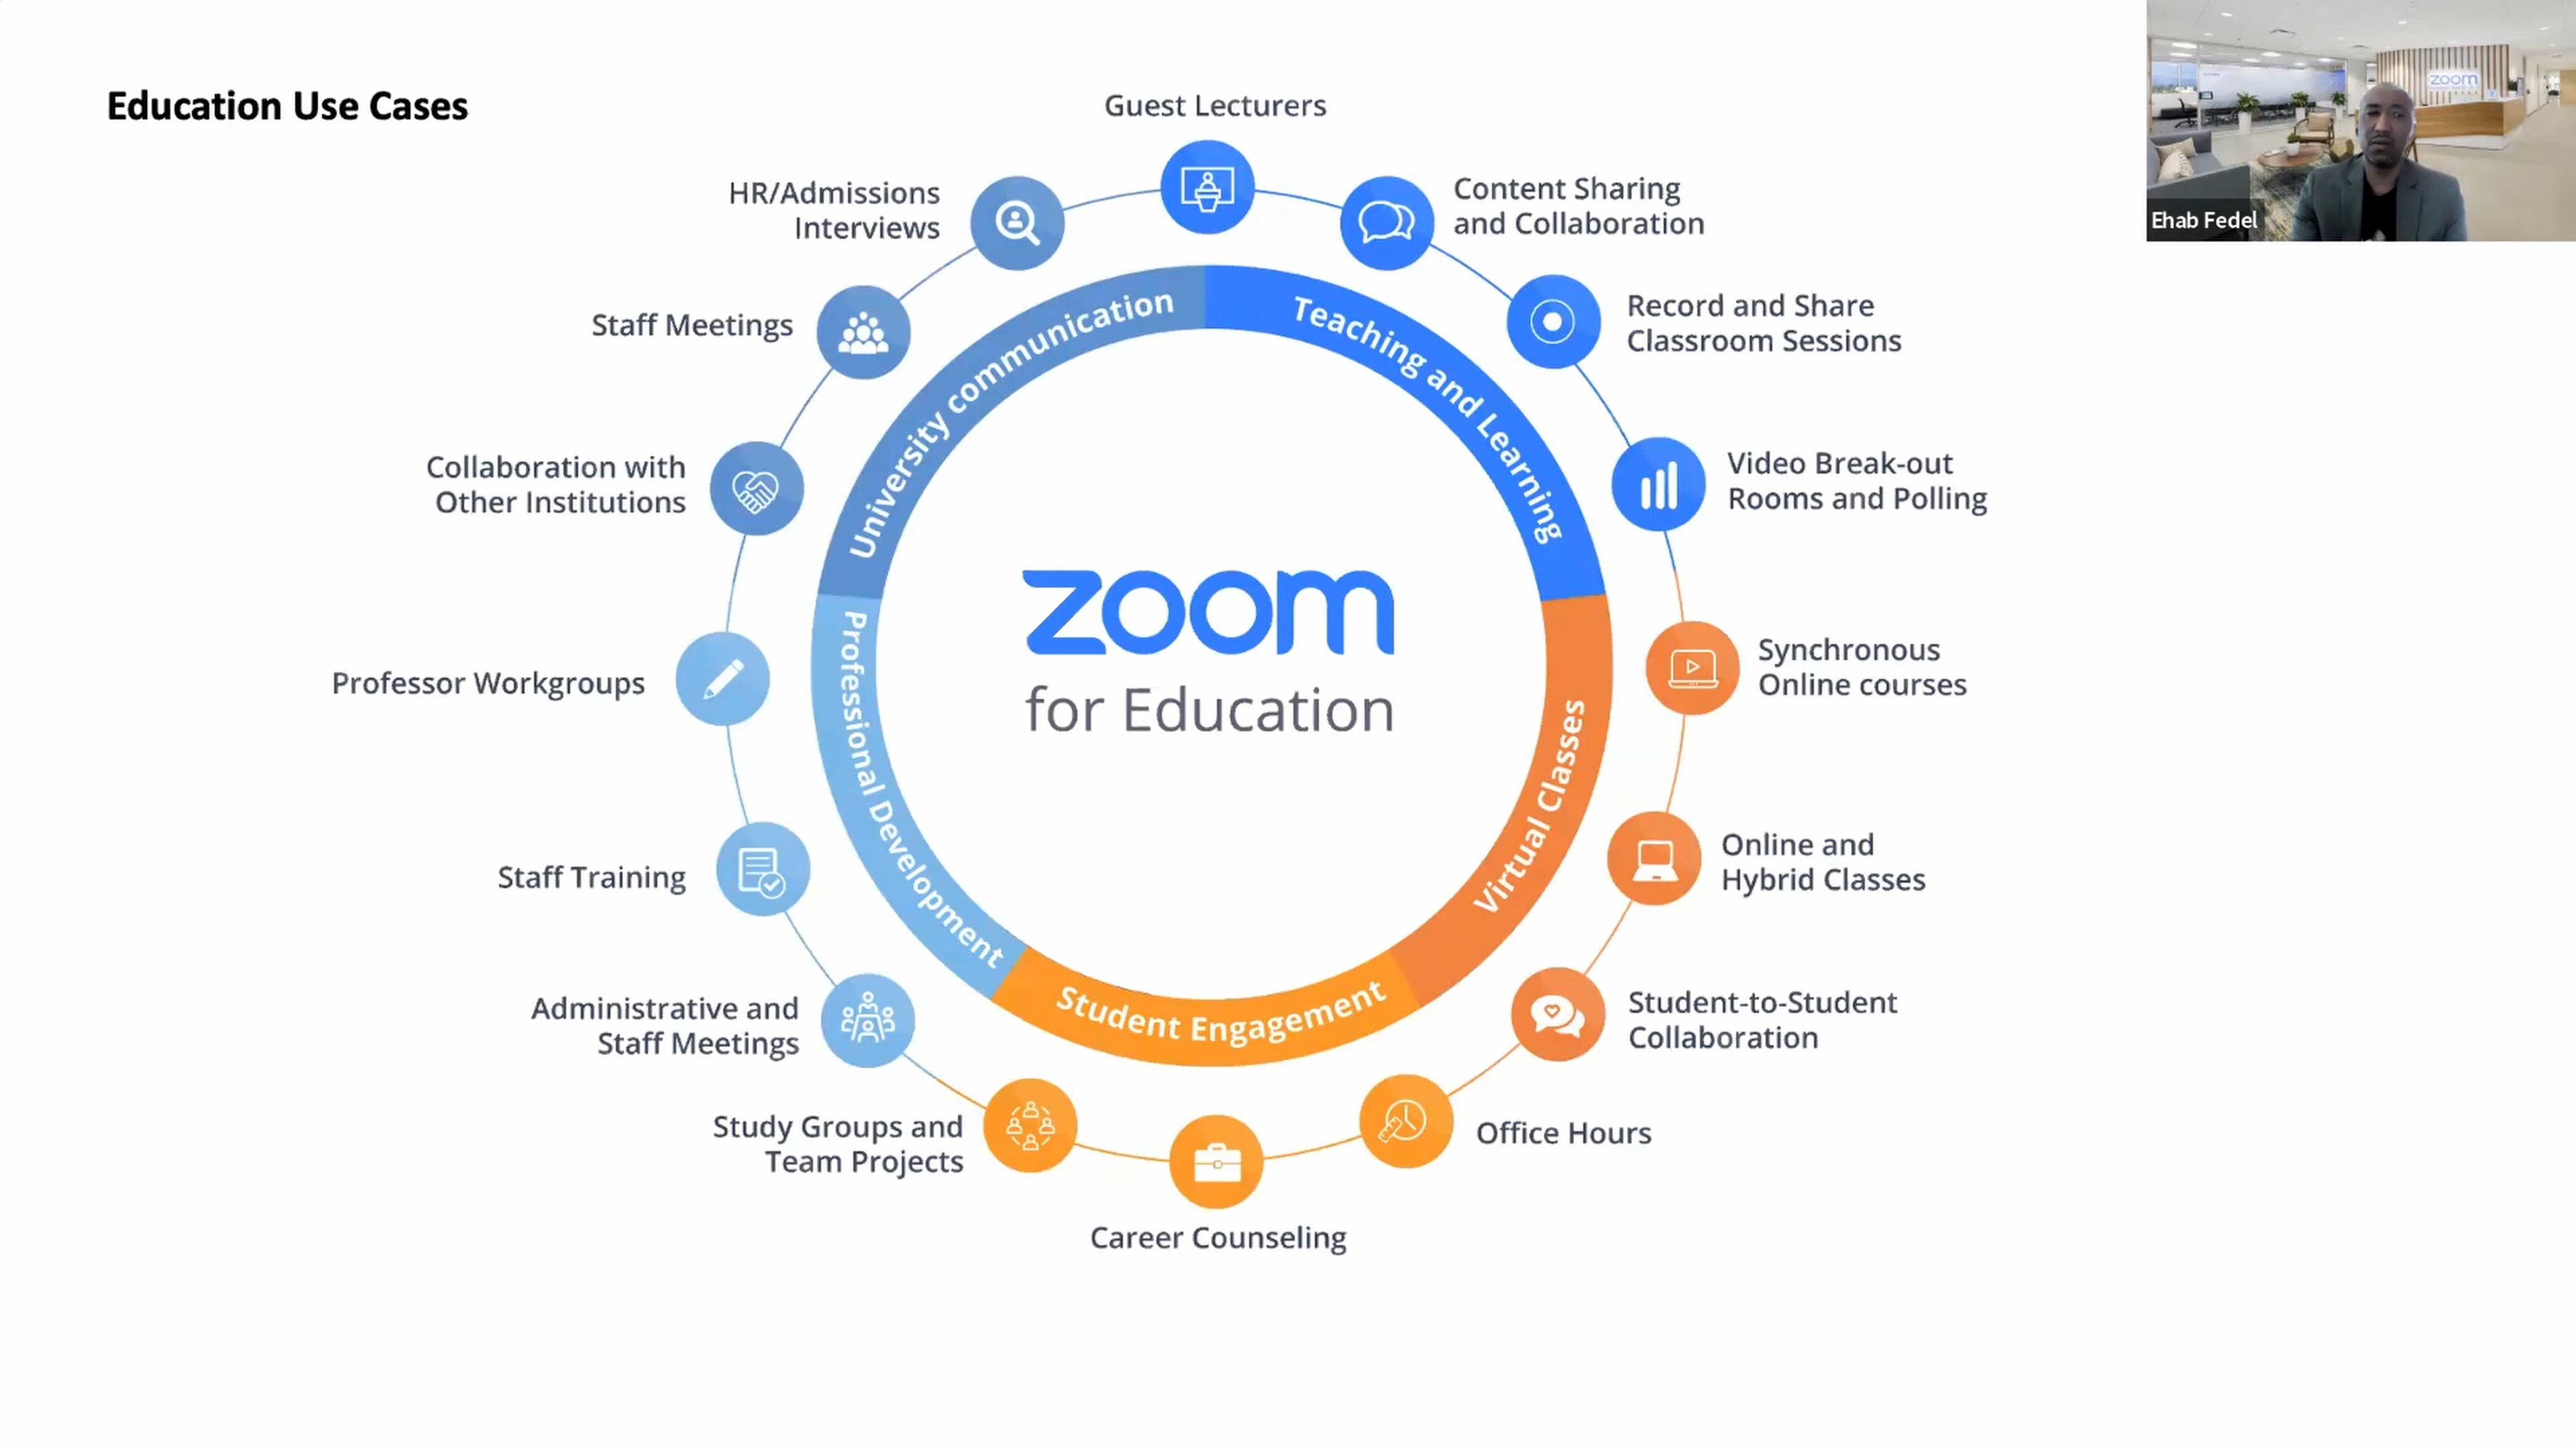 Education Use Cases
zoom
Ehab Fedel
Guest Lecturers
Content Sharing
and Collaboration
Record and Share
Classroom Sessions
Video Break-out
Rooms and Polling
Synchronous
Online courses
Online and
Hybrid Classes
Student-to-Student
Collaboration
Office Hours
Career Counseling
Study Groups and
Team Projects
Administrative and
Staff Meetings
Staff Training
Professor Workgroups
Collaboration with
Other Institutions
Staff Meetings
HR/Admissions
Interviews
University communication
Teaching and Learning
Virtual Classes
Student Engagement
Professional Development
zoom
for Education